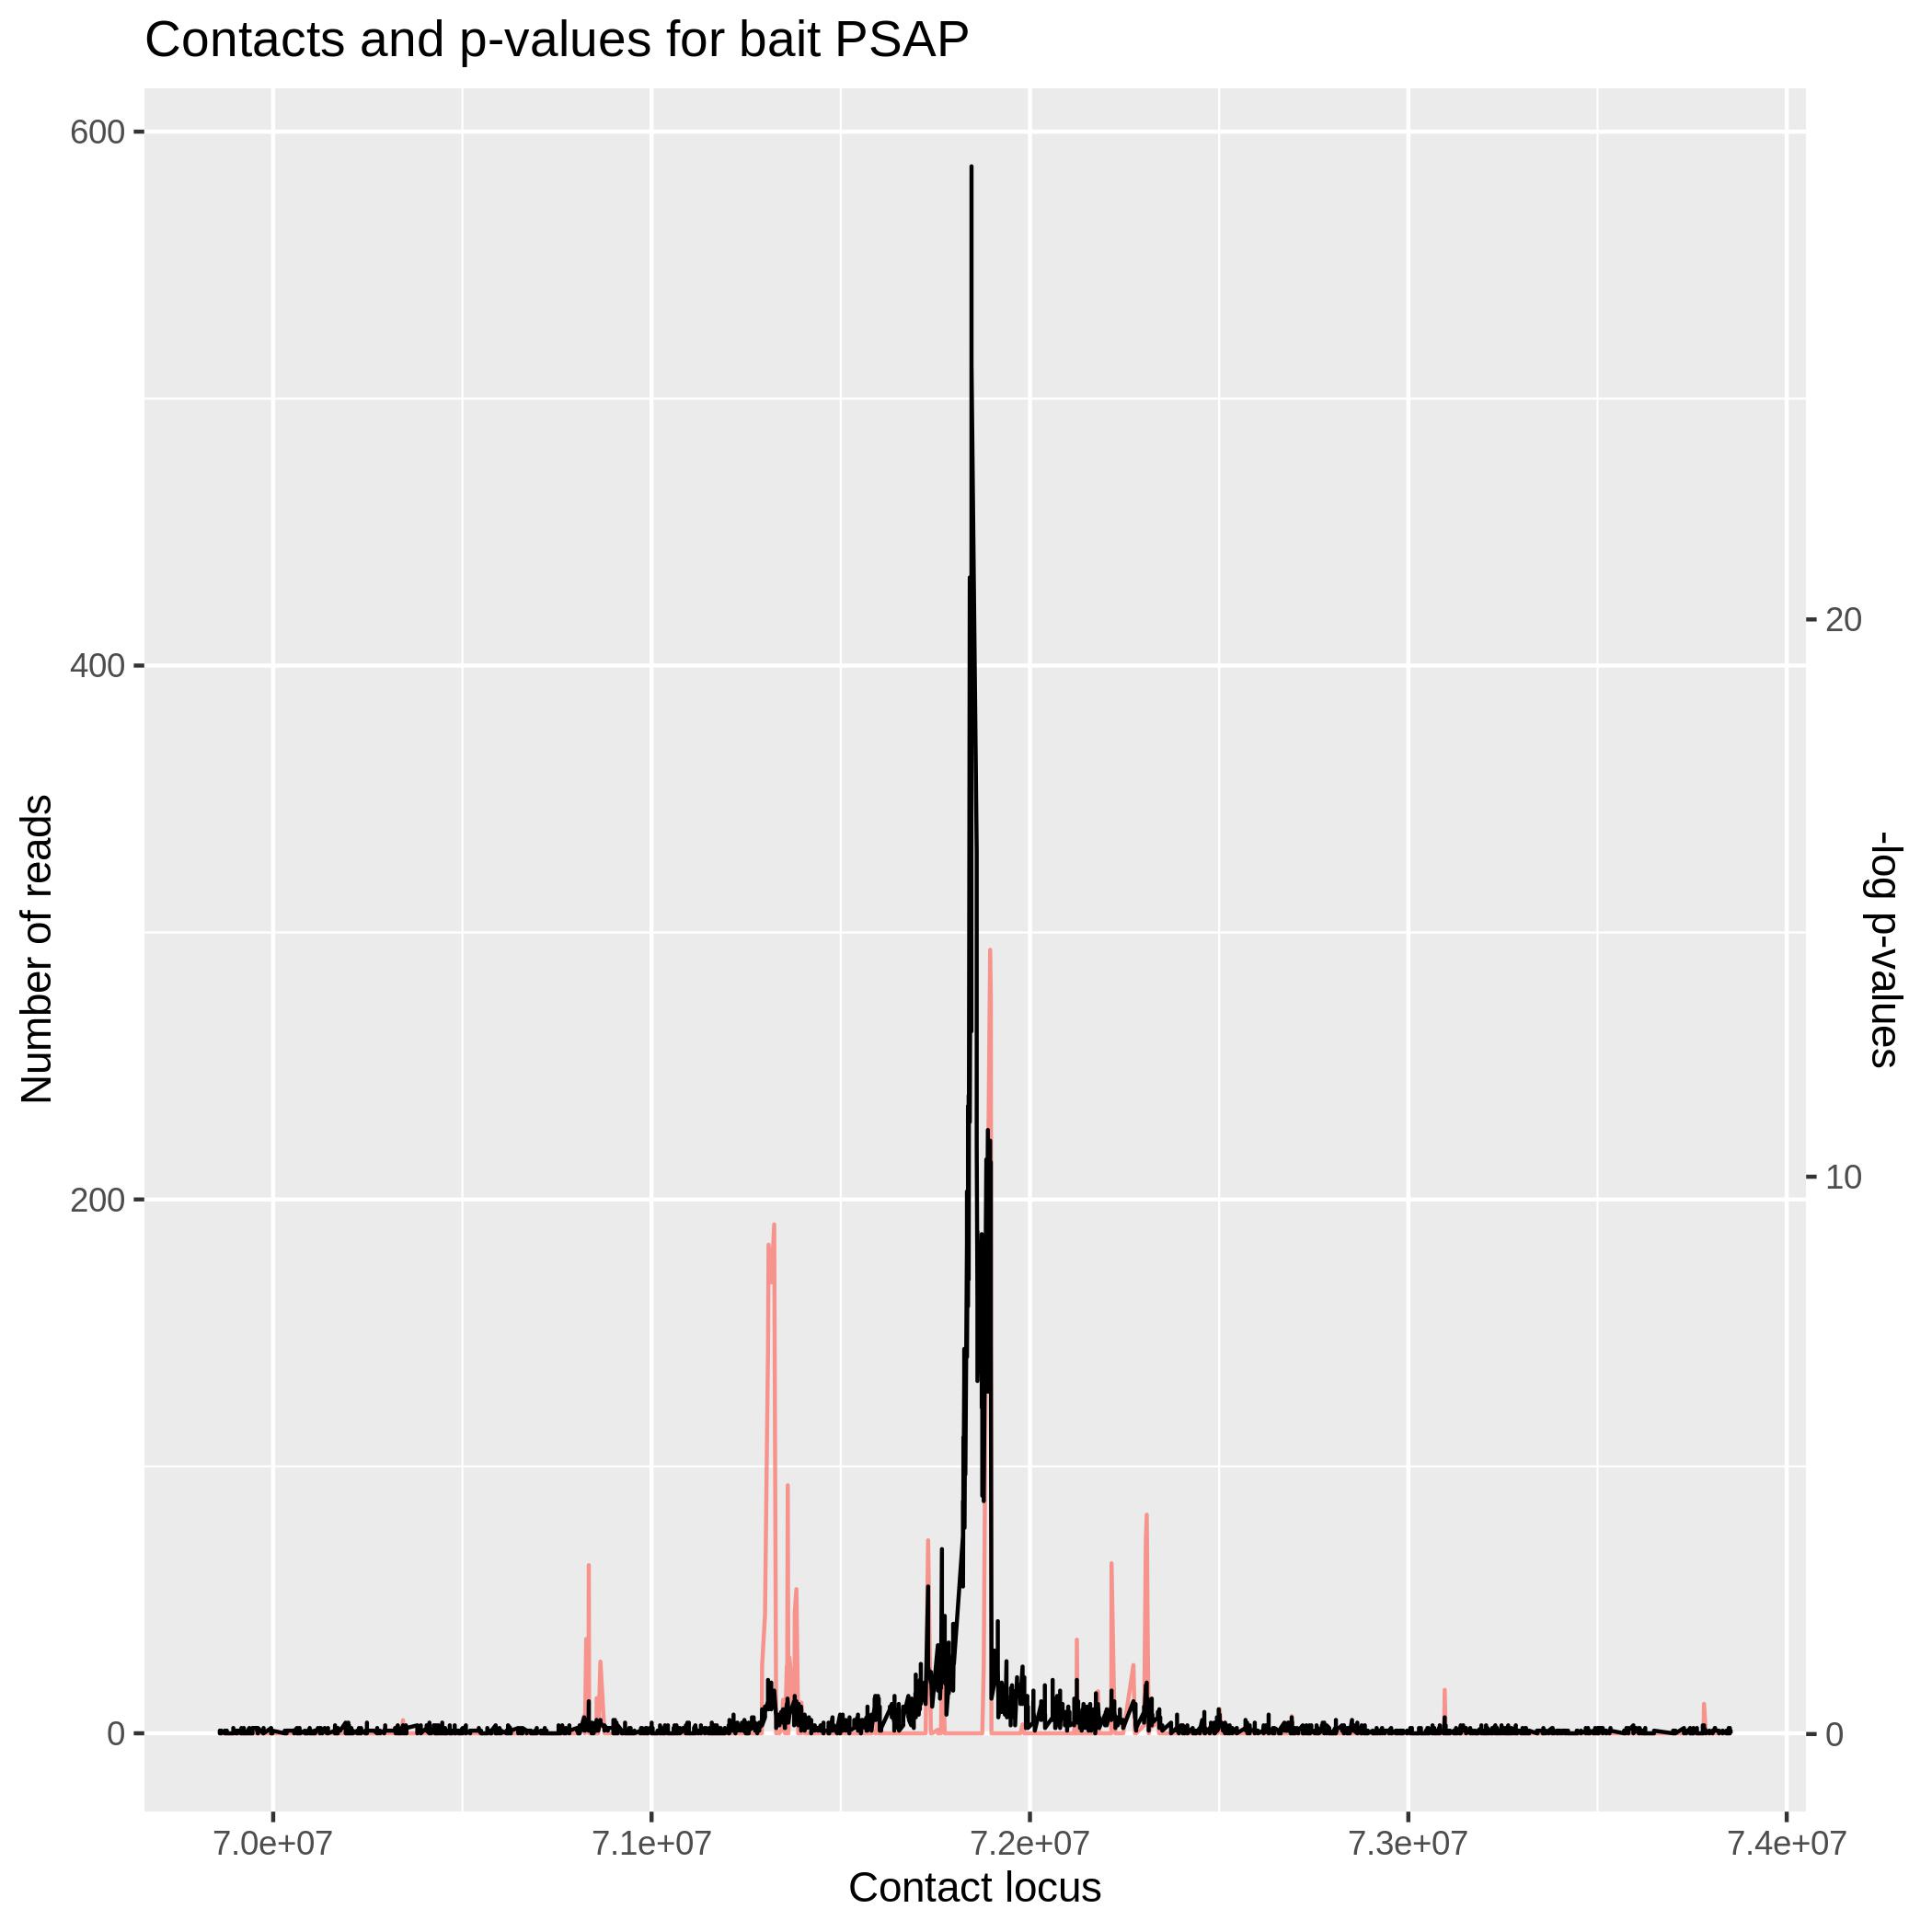 Contacts and p-values for bait PSAP
600
400
200
0
Number of reads
20
10
0
-log p-values
7.0e+07
7.1e+07
7.2e+07
7.3e+07
7.4e+07
Contact locus